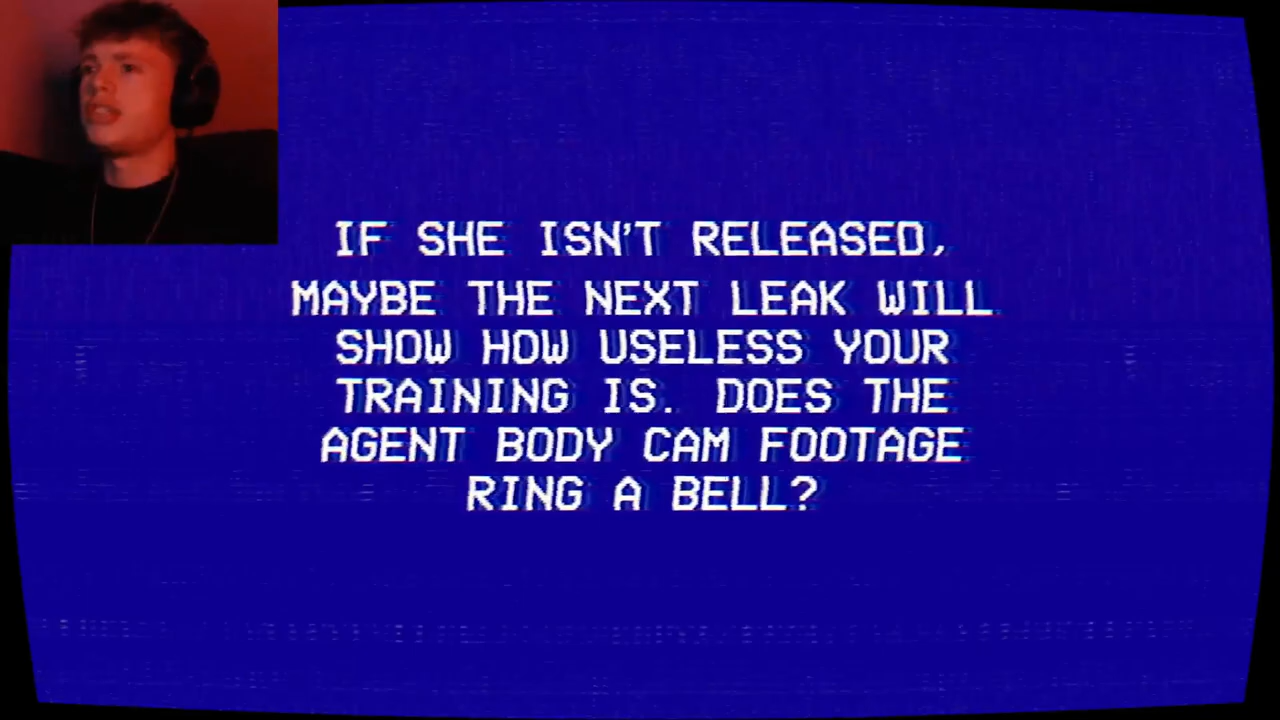 IF SHE ISN'T RELEASED,
MAYBE THE NEXT LEAK WILL
SHOW HOW USELESS YOUR
TRAINING IS. DOES THE
AGENT BODY CAM FOOTAGE
RING A BELL?